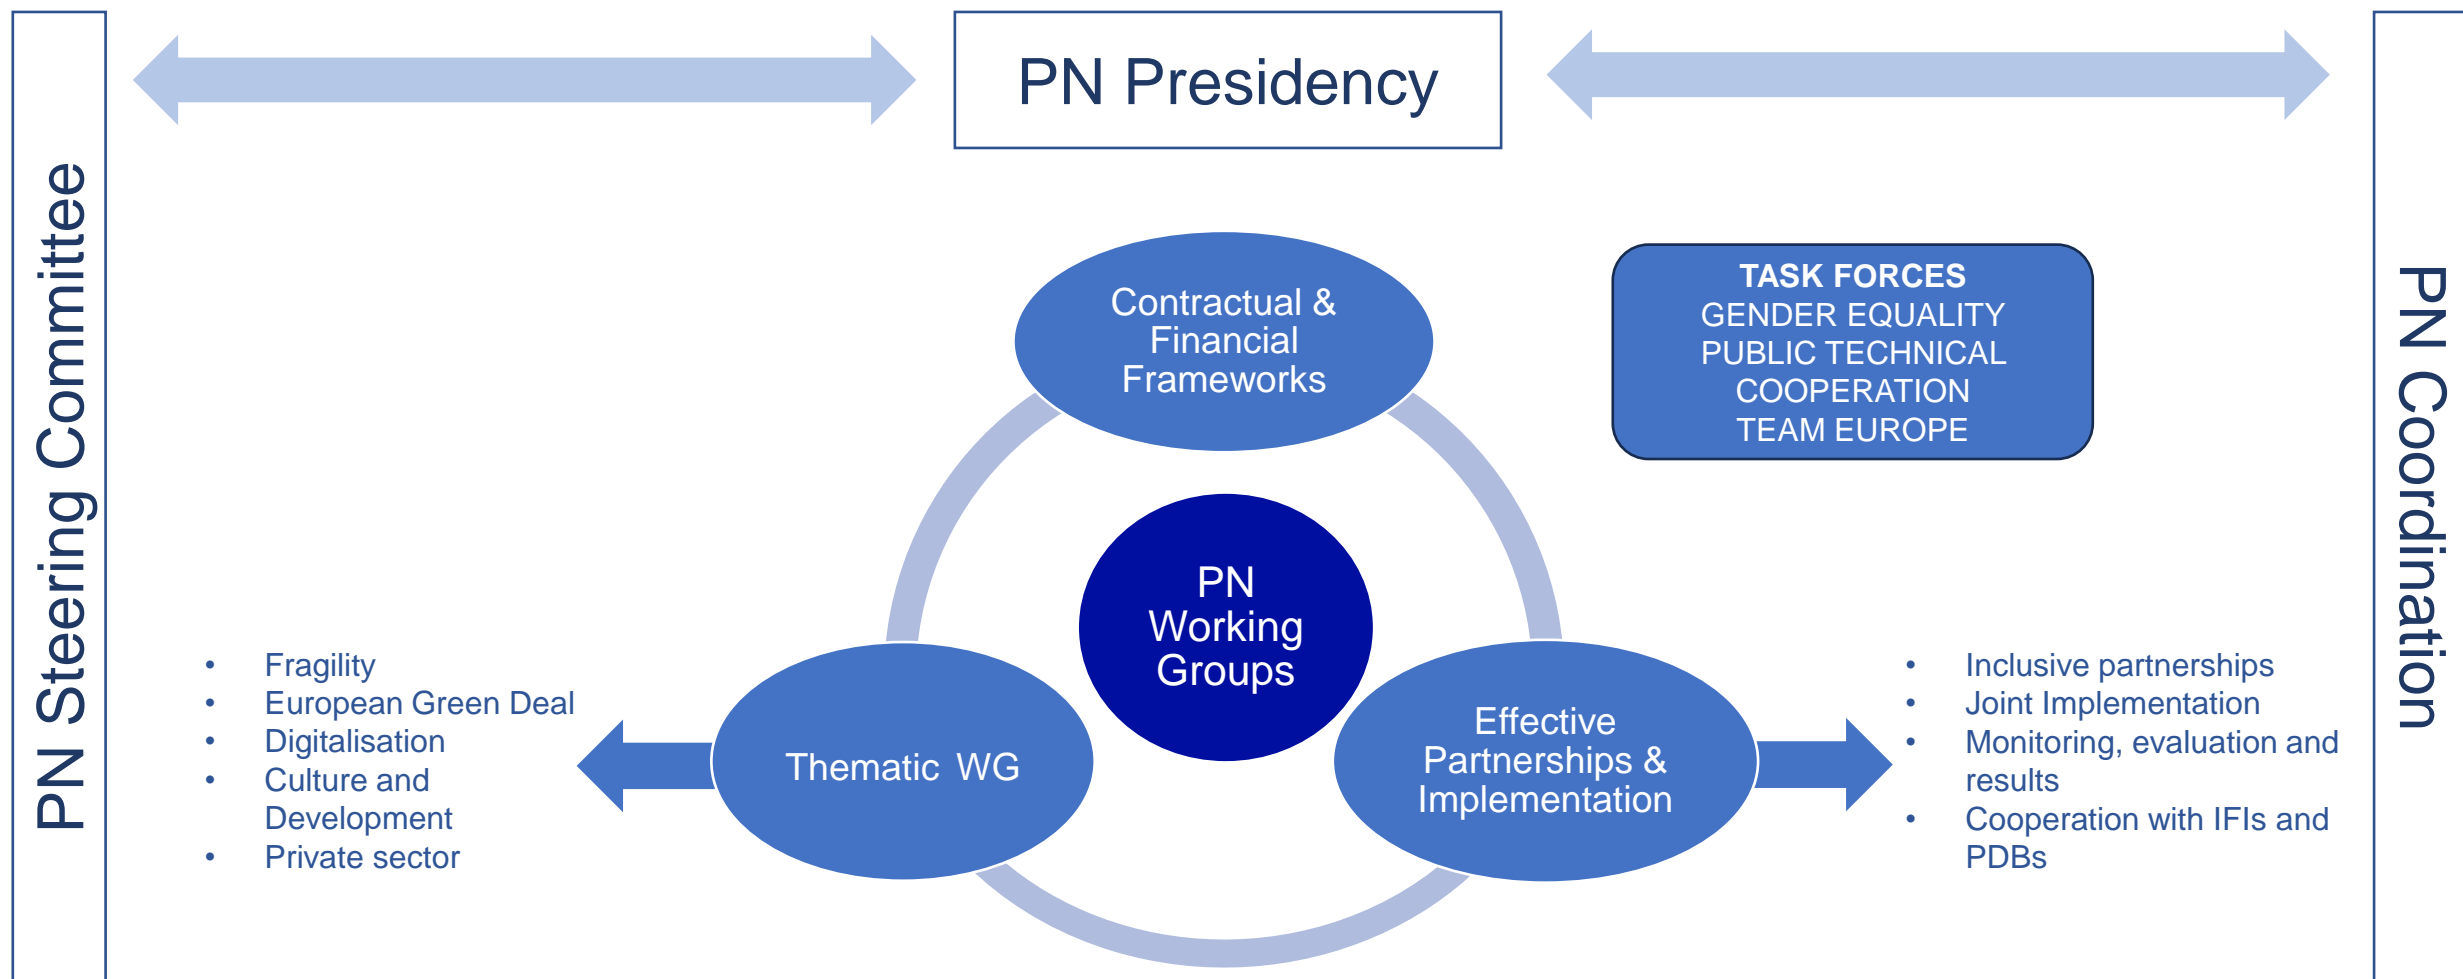 PN Steering Committee
PN Presidency
PN Coordination
Contractual &
Financial
Frameworks
TASK FORCES
GENDER EQUALITY
PUBLIC TECHNICAL
COOPERATION
TEAM EUROPE
PN
Working
Groups
• Fragility
• European Green Deal
• Digitalisation
• Culture and
Development
• Private sector
Thematic WG
Effective
Partnerships &
Implementation
• Inclusive partnerships
• Joint Implementation
• Monitoring, evaluation and
results
• Cooperation with IFIs and
PDBs